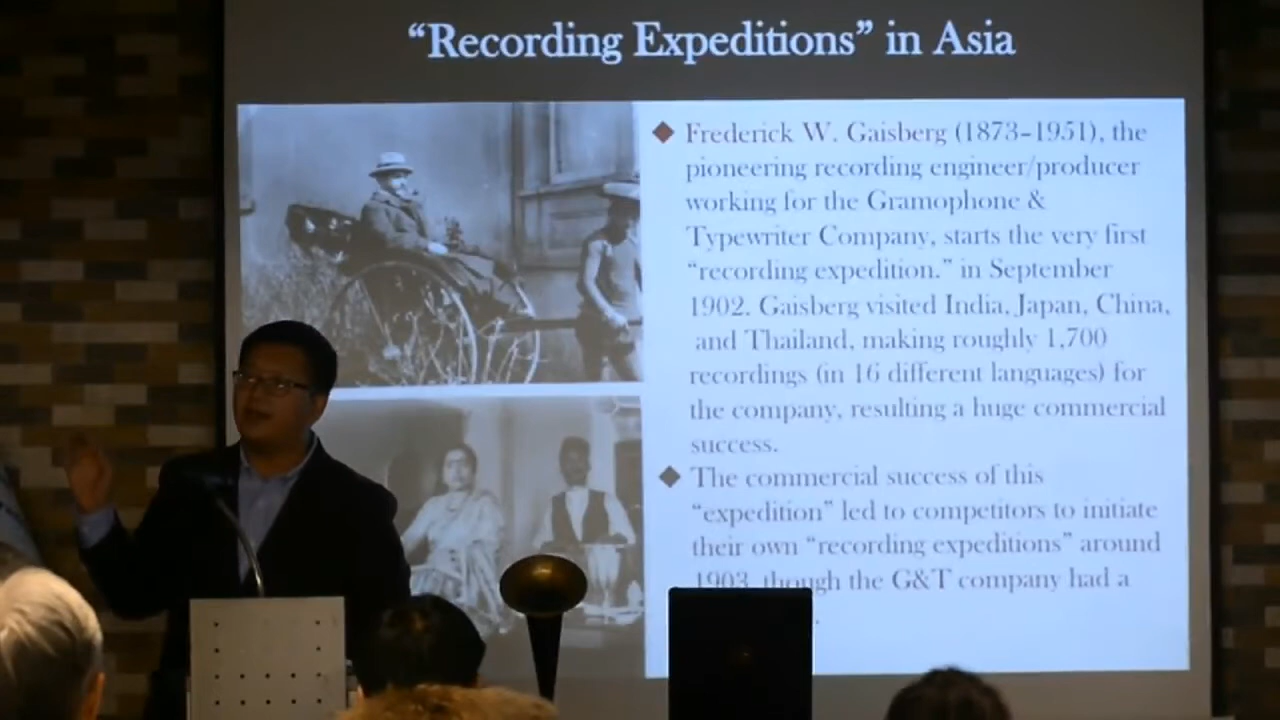 “Recording Expeditions” in Asia
Frederick W. Gaisberg (1873–1951), the
pioneering recording engineer/producer
working for the Gramophone &
Typewriter Company, starts the very first
“recording expedition.” in September
1902. Gaisberg visited India, Japan, China,
and Thailand, making roughly 1,700
recordings (in 16 different languages) for
the company, resulting a huge commercial
success.
The commercial success of this
“expedition” led to competitors to initiate
their own “recording expeditions” around
1903, though the G&T company had a